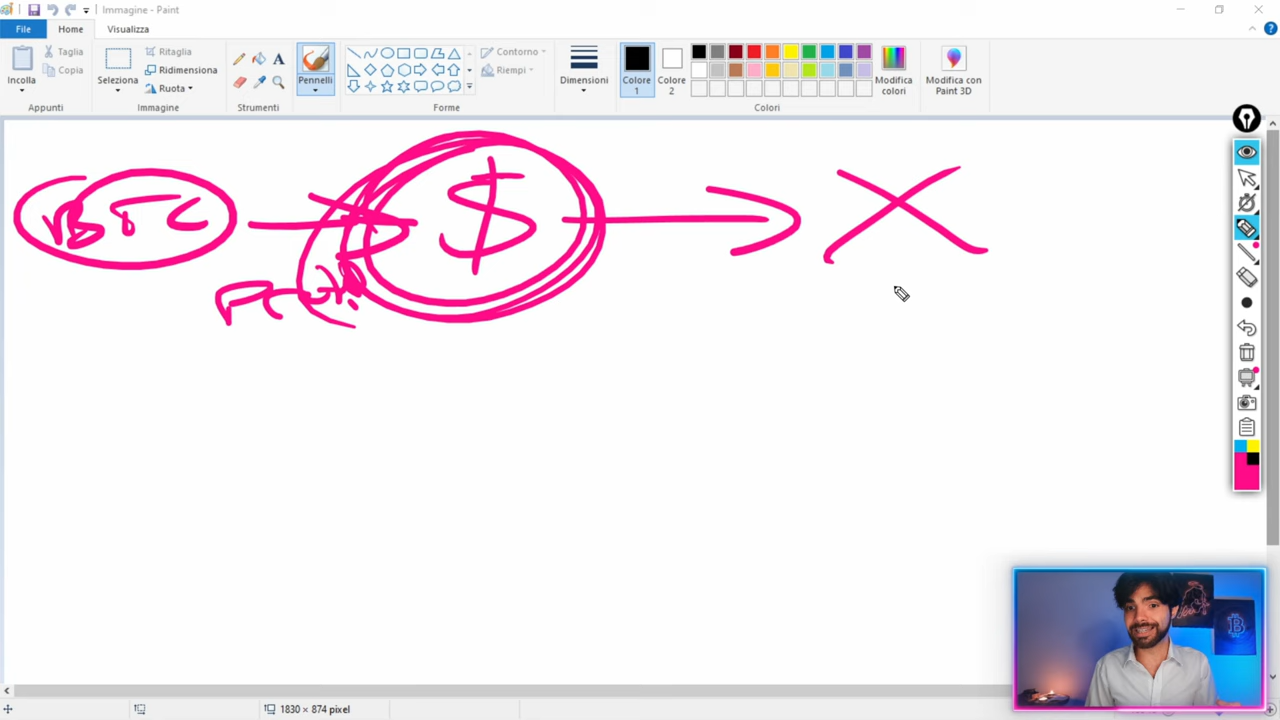 Immagine - Paint
File Home Visualizza
Incolla Taglia Copia Seleziona Ritaglia Ridimensiona Ruota A Pennelli Contorno Riempi Dimensioni Colore 1 Colore 2 Modifica colori Modifica con Paint 3D
Appunti Immagine Strumenti Forme Colori
BTC $ X
1830 × 874 pixel